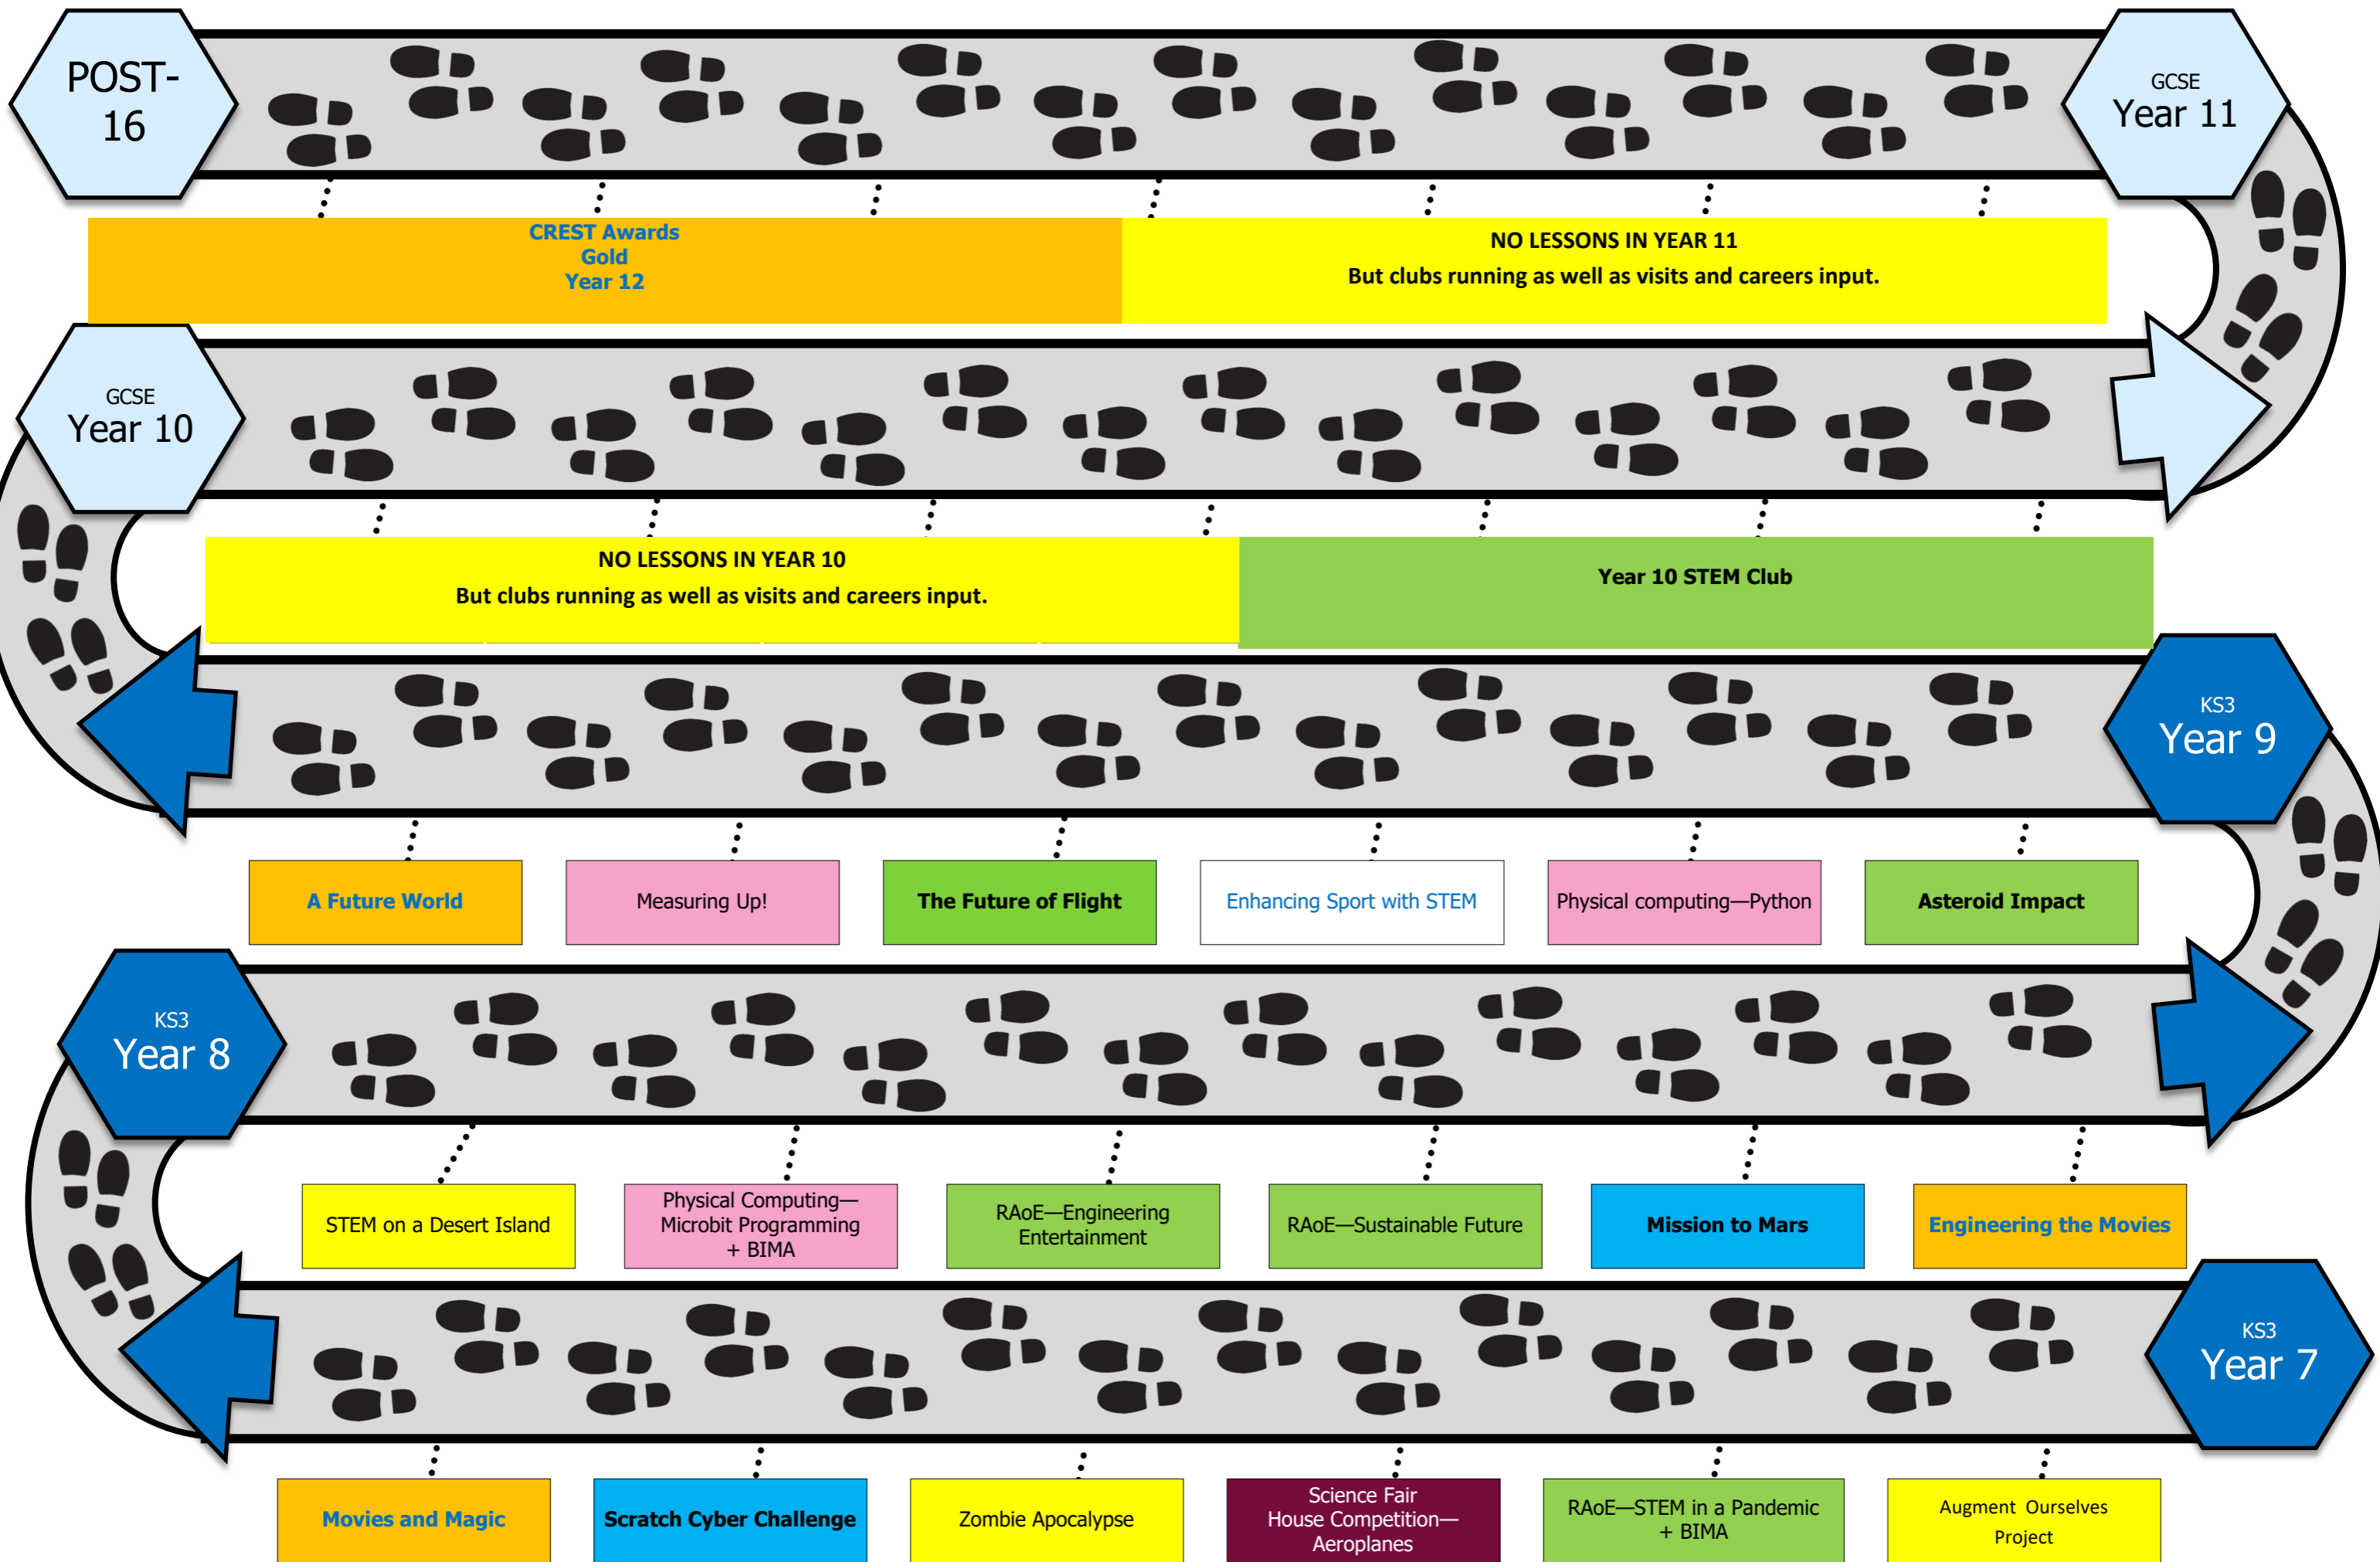 POST-
16
GCSE
Year 11
CREST Awards
Gold
Year 12
NO LESSONS IN YEAR 11
But clubs running as well as visits and careers input.
GCSE
Year 10
NO LESSONS IN YEAR 10
But clubs running as well as visits and careers input.
Year 10 STEM Club
KS3
Year 9
A Future World
Measuring Up!
The Future of Flight
Enhancing Sport with STEM
Physical computing—Python
Asteroid Impact
KS3
Year 8
STEM on a Desert Island
Physical Computing—
Microbit Programming
+ BIMA
RAoE—Engineering
Entertainment
RAoE—Sustainable Future
Mission to Mars
Engineering the Movies
KS3
Year 7
Movies and Magic
Scratch Cyber Challenge
Zombie Apocalypse
Science Fair
House Competition—
Aeroplanes
RAoE—STEM in a Pandemic
+ BIMA
Augment Ourselves
Project